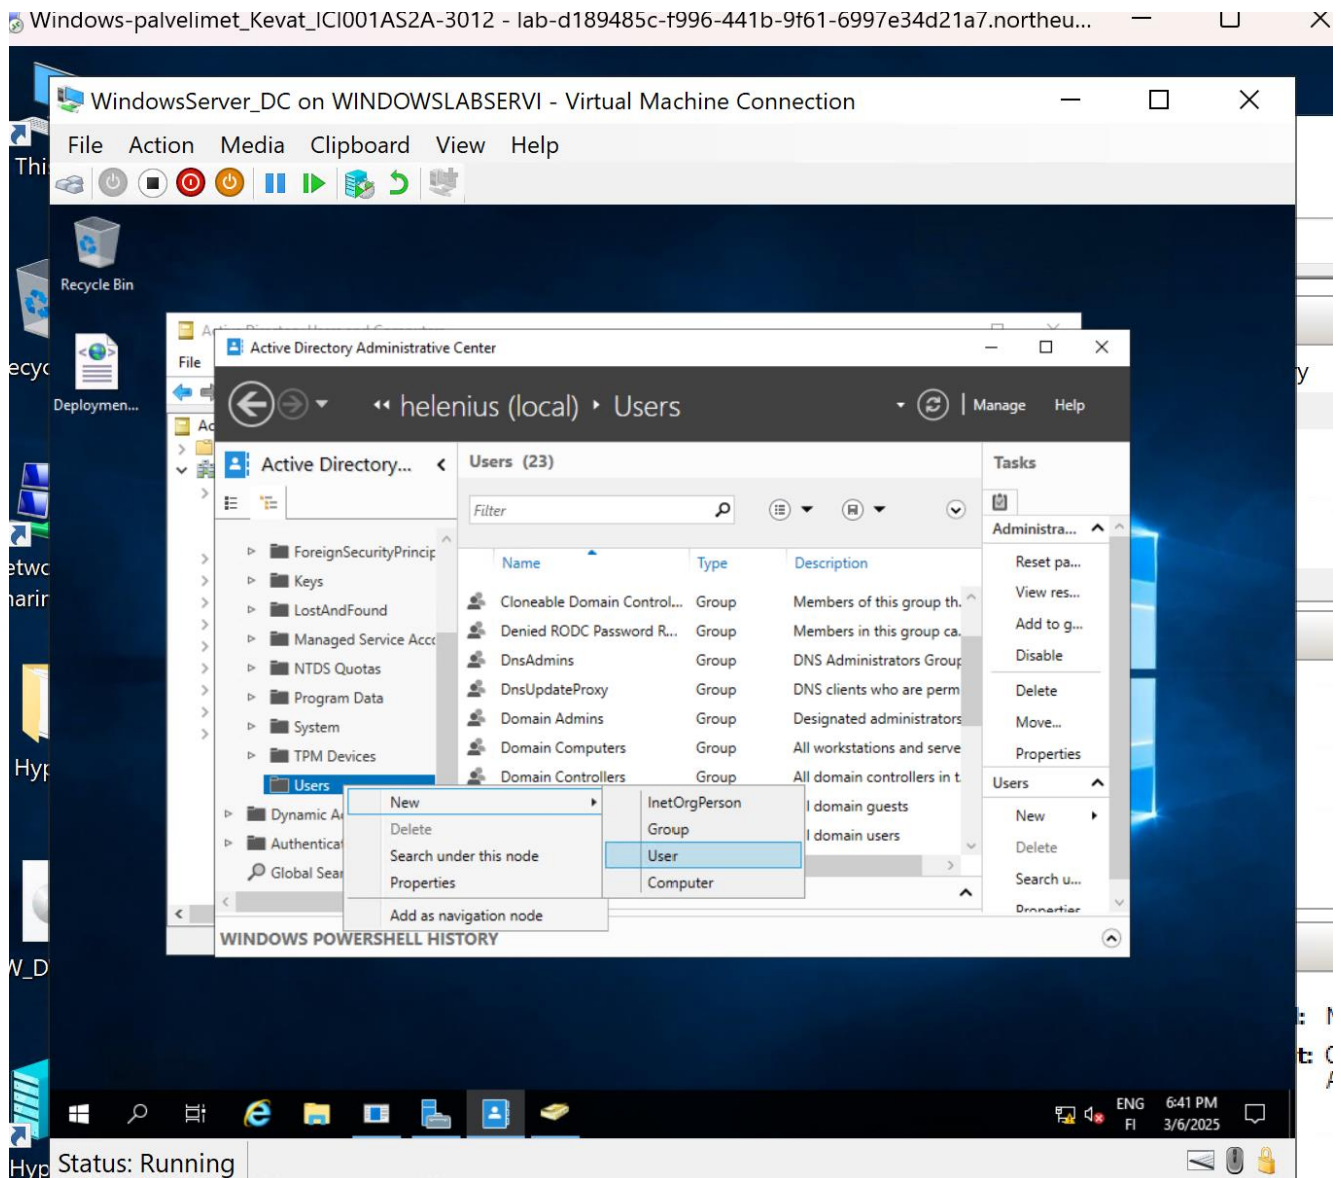 Windows-palvelimet_Kevat_ICI001AS2A-3012 - lab-d189485c-f996-441b-9f61-6997e34d21a7.northeu...
WindowsServer_DC on WINDOWSLABSERVI - Virtual Machine Connection
File Action Media Clipboard View Help
Recycle Bin
Deploymen...
File
Active Directory Administrative Center
helenius (local) Users
Manage Help
Active Directory...
Users (23)
Tasks
Filter
Name Type Description
ForeignSecurityPrincip
Keys
LostAndFound
Managed Service Acco
NTDS Quotas
Program Data
System
TPM Devices
Users
Dynamic A
Authentica
Global Sear
Cloneable Domain Control... Group Members of this group th.
Denied RODC Password R... Group Members in this group ca.
DnsAdmins Group DNS Administrators Group
DnsUpdateProxy Group DNS clients who are perm
Domain Admins Group Designated administrators
Domain Computers Group All workstations and serve
Domain Controllers Group All domain controllers in t.
l domain guests
l domain users
Administra...
Reset pa...
View res...
Add to g...
Disable
Delete
Move...
Properties
Users
New
Delete
Search u...
Properties
New
Delete
Search under this node
Properties
Add as navigation node
InetOrgPerson
Group
User
Computer
WINDOWS POWERSHELL HISTORY
ENG
FI
6:41 PM
3/6/2025
Status: Running